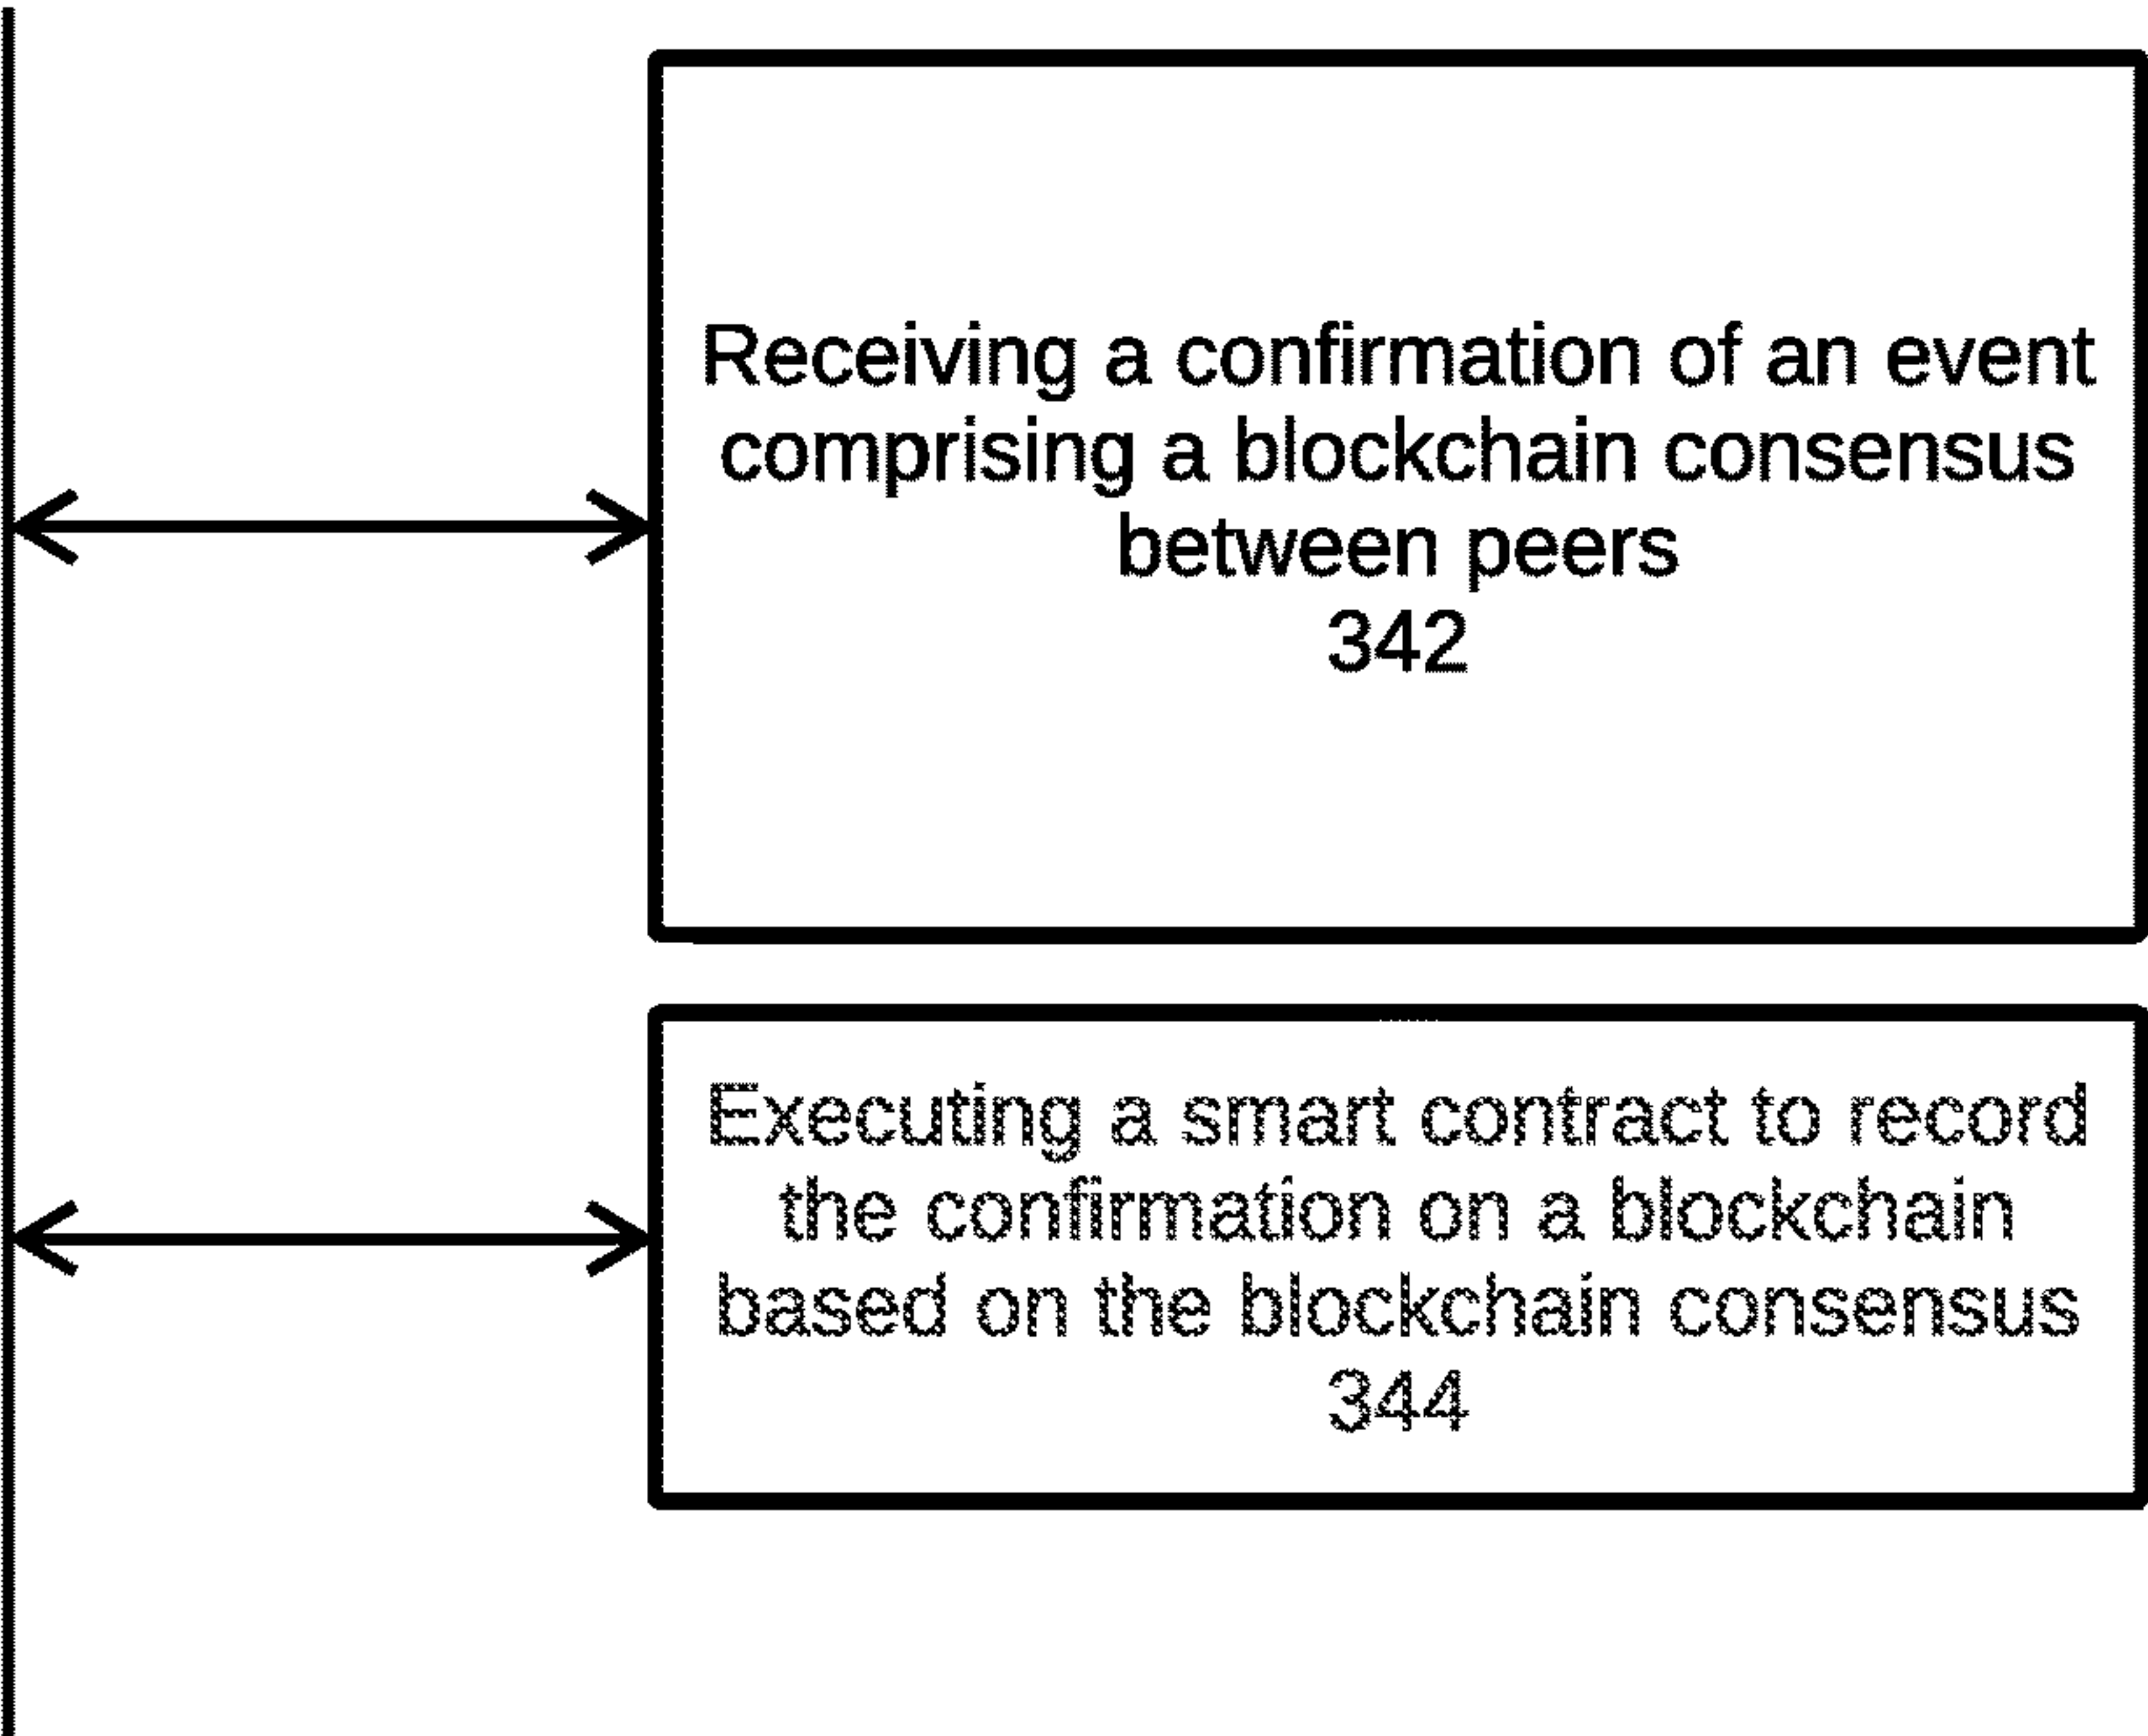 Receiving a confirmation of an event
comprising a blockchain consensus
between peers
342
Executing a smart contract to record
the confirmation on a blockchain
based on the blockchain consensus
344